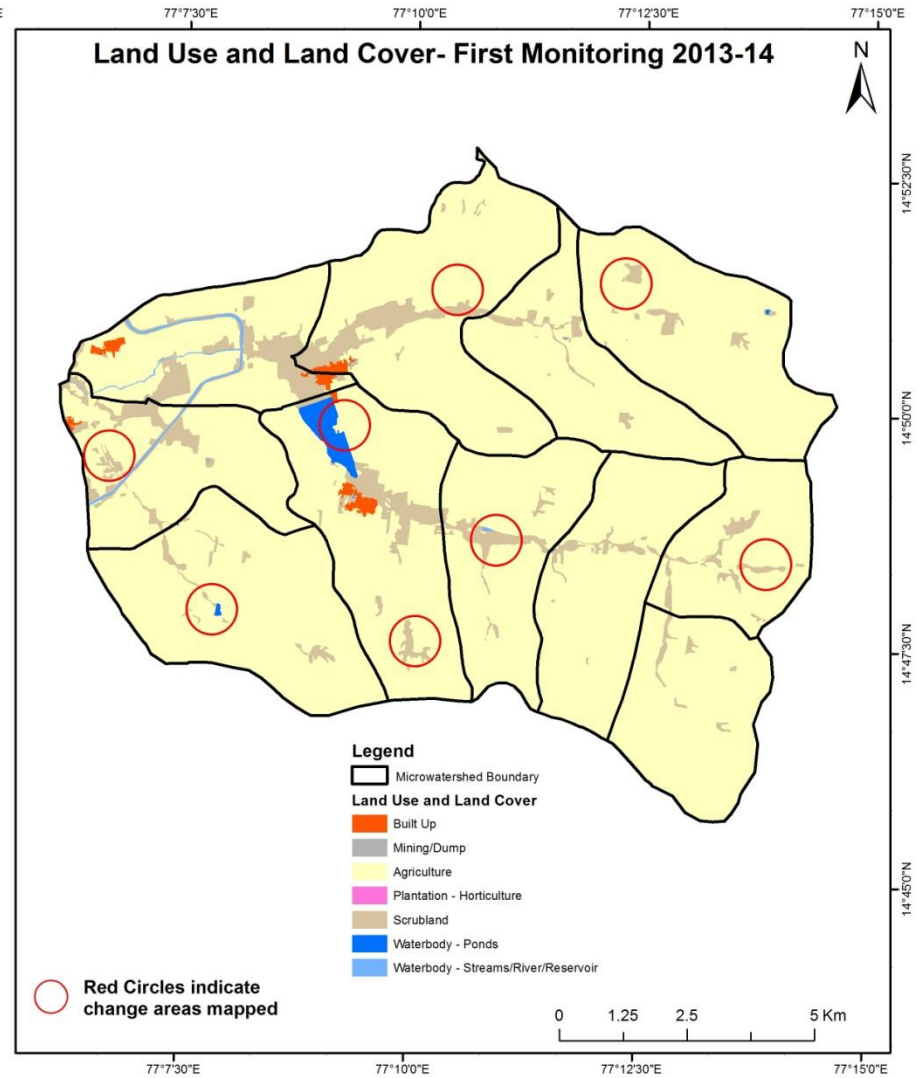 77°7'30"E 77°10'0"E 77°12'30"E 77°15'0"E
Land Use and Land Cover- First Monitoring 2013-14
N
14°52'30"N
14°50'0"N
14°47'30"N
14°45'0"N
Legend
Microwatershed Boundary
Land Use and Land Cover
Built Up
Mining/Dump
Agriculture
Plantation - Horticulture
Scrubland
Waterbody - Ponds
Waterbody - Streams/River/Reservoir
Red Circles indicate
change areas mapped
0 1.25 2.5 5 Km
77°7'30"E 77°10'0"E 77°12'30"E 77°15'0"E